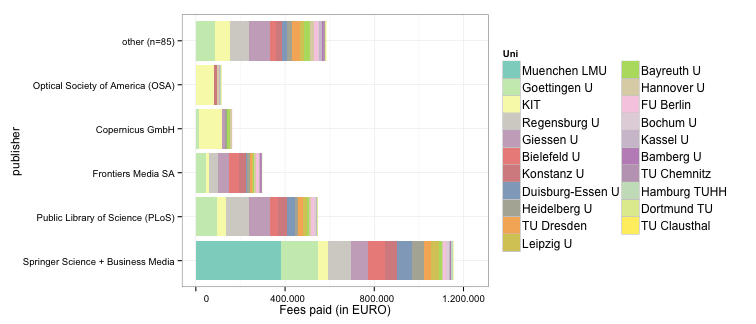 other (n=85)
Optical Society of America (OSA)
Copernicus GmbH
Frontiers Media SA
Public Library of Science (PLoS)
Springer Science + Business Media
publisher
0
400.000
800.000
1.200.000
Fees paid (in EURO)
Uni
Muenchen LMU
Goettingen U
KIT
Regensburg U
Giessen U
Bielefeld U
Konstanz U
Duisburg-Essen U
Heidelberg U
TU Dresden
Leipzig U
Bayreuth U
Hannover U
FU Berlin
Bochum U
Kassel U
Bamberg U
TU Chemnitz
Hamburg TUHH
Dortmund TU
TU Clausthal